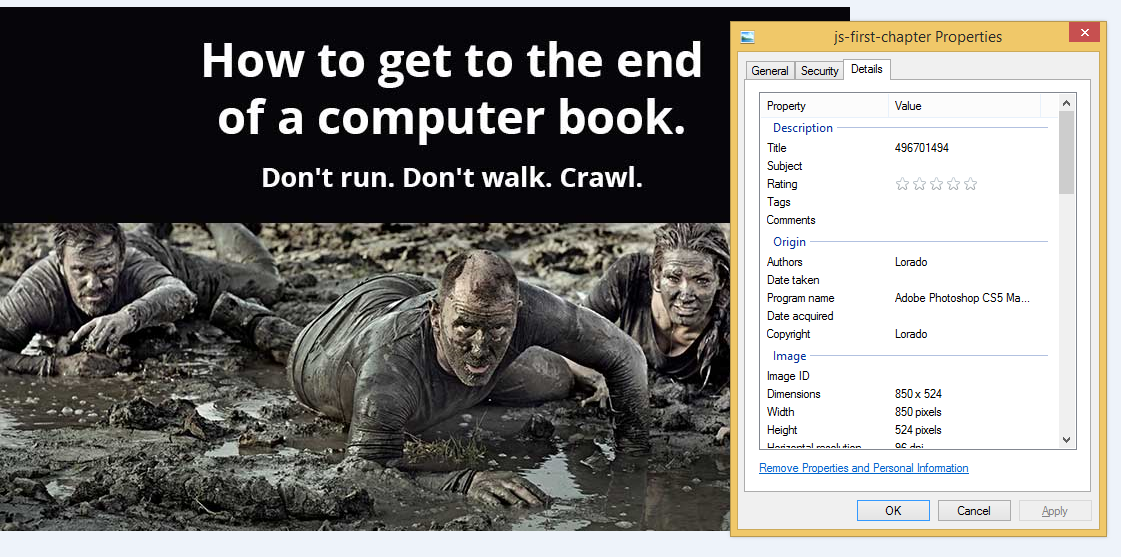 How to get to the end
of a computer book.
Don't run. Don't walk. Crawl.
js-first-chapter Properties
General Security Details
Property Value
Description
Title 496701494
Subject
Rating
Tags
Comments
Origin
Authors Lorado
Date taken
Program name Adobe Photoshop CS5 Ma...
Date acquired
Copyright Lorado
Image
Image ID
Dimensions 850 x 524
Width 850 pixels
Height 524 pixels
Horizontal resolution 96 dpi
Remove Properties and Personal Information
OK Cancel Apply